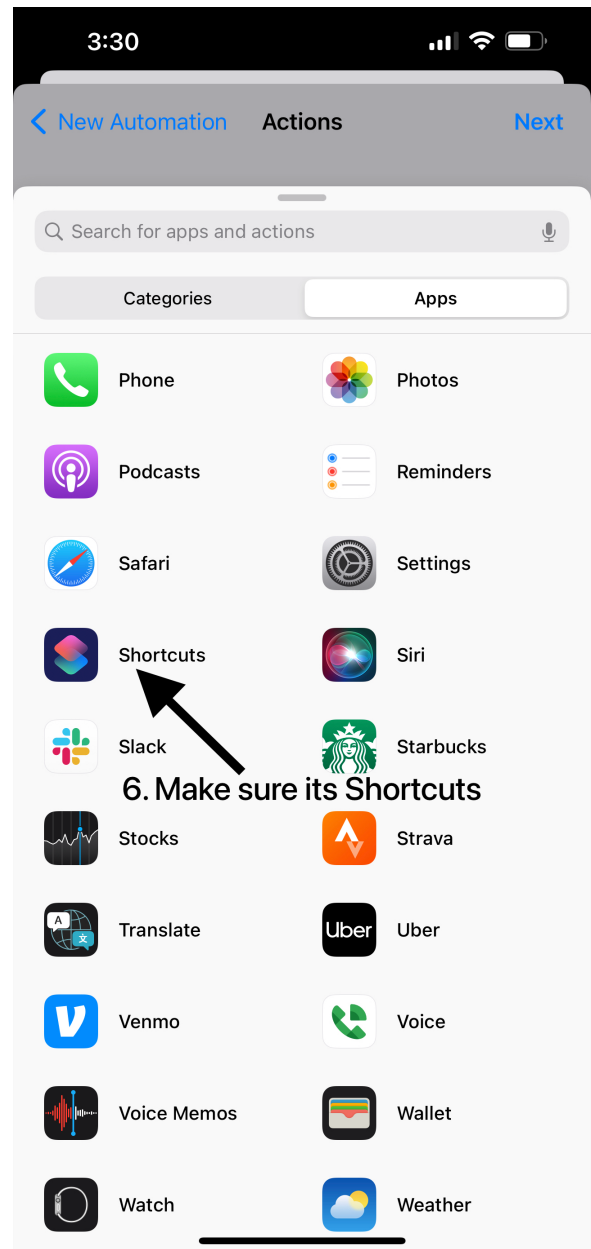 3:30
New Automation Actions Next
Search for apps and actions
Categories Apps
Phone Photos
Podcasts Reminders
Safari Settings
Shortcuts Siri
Slack Starbucks
6. Make sure its Shortcuts
Stocks Strava
A 文
Translate Uber Uber
Venmo Voice
Voice Memos Wallet
Watch Weather